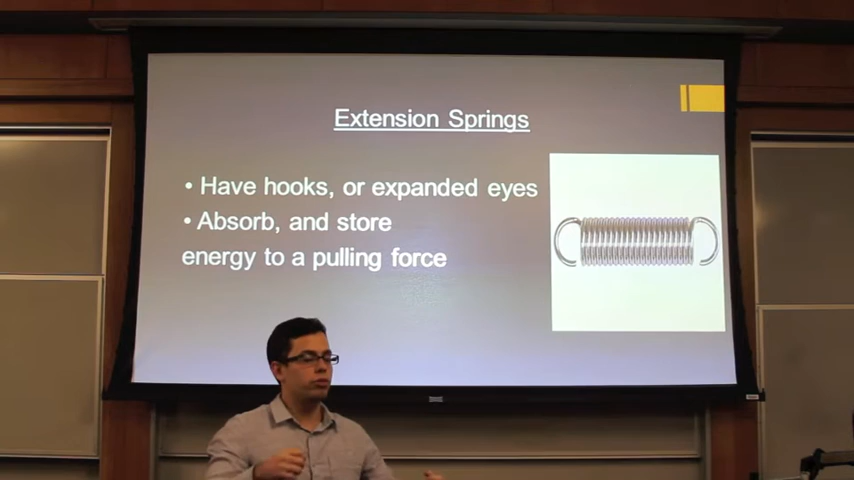 Extension Springs
• Have hooks, or expanded eyes
• Absorb, and store
energy to a pulling force